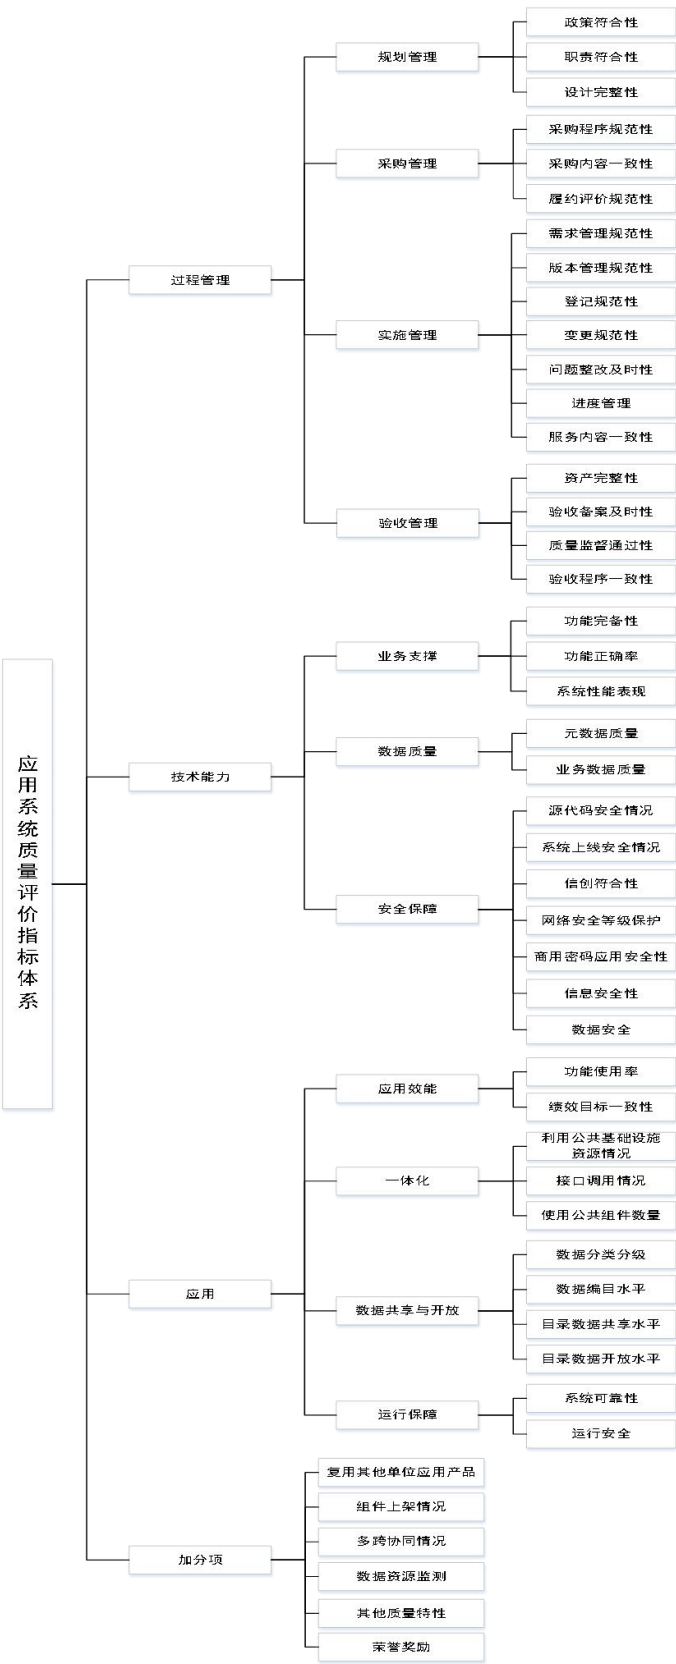 应用系统质量评价指标体系
过程管理
规划管理
政策符合性
职责符合性
设计完整性
采购管理
采购程序规范性
采购内容一致性
履约评价规范性
实施管理
需求管理规范性
版本管理规范性
登记规范性
变更规范性
问题整改及时性
进度管理
服务内容一致性
验收管理
资产完整性
验收备案及时性
质量监督通过性
验收程序一致性
技术能力
业务支撑
功能完备性
功能正确率
系统性能表现
数据质量
元数据质量
业务数据质量
安全保障
源代码安全情况
系统上线安全情况
信创符合性
网络安全等级保护
商用密码应用安全性
信息安全性
数据安全
应用
应用效能
功能使用率
绩效目标一致性
一体化
利用公共基础设施
资源情况
接口调用情况
使用公共组件数量
数据共享与开放
数据分类分级
数据编目水平
目录数据共享水平
目录数据开放水平
运行保障
系统可靠性
运行安全
加分项
复用其他单位应用产品
组件上架情况
多跨协同情况
数据资源监测
其他质量特性
荣誉奖励